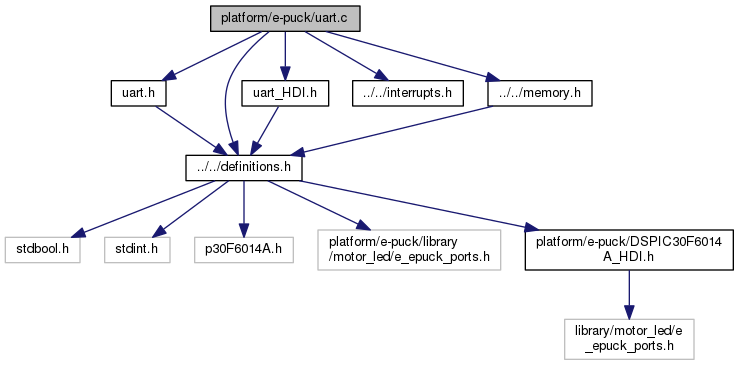 platform/e-puck/uart.c
uart.h
uart_HDI.h
../../interrupts.h
../../memory.h
../../definitions.h
stdbool.h
stdint.h
p30F6014A.h
platform/e-puck/library
/motor_led/e_epuck_ports.h
platform/e-puck/DSPIC30F6014
A_HDI.h
library/motor_led/e
_epuck_ports.h